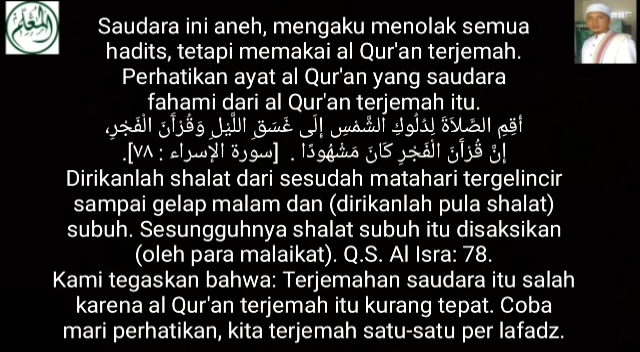 Saudara ini aneh, mengaku menolak semua
hadits, tetapi memakai al Qur'an terjemah.
Perhatikan ayat al Qur'an yang saudara
fahami dari al Qur'an terjemah itu.
أَقِمِ الصَّلاَةَ لِدُلُوكِ الشَّمْسِ إِلَى غَسَقِ اللَّيْلِ وَقُرْآنَ الْفَجْرِ،
إِنَّ قُرْآنَ الْفَجْرِ كَانَ مَشْهُودًا . [سورة الإسراء : ٧٨].
Dirikanlah shalat dari sesudah matahari tergelincir
sampai gelap malam dan (dirikanlah pula shalat)
subuh. Sesungguhnya shalat subuh itu disaksikan
(oleh para malaikat). Q.S. Al Isra: 78.
Kami tegaskan bahwa: Terjemahan saudara itu salah
karena al Qur'an terjemah itu kurang tepat. Coba
mari perhatikan, kita terjemah satu-satu per lafadz.